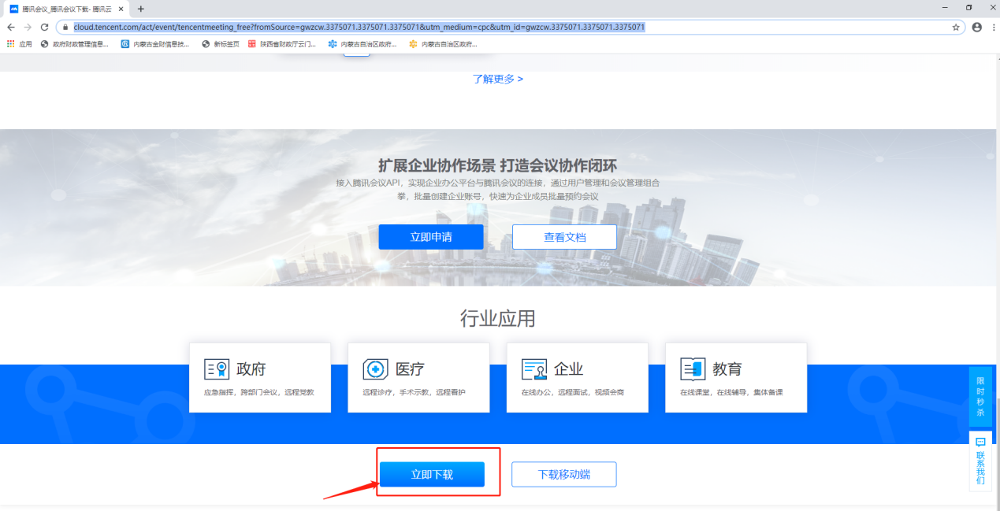 腾讯会议_腾讯会议下载- 腾讯云
cloud.tencent.com/act/event/tencentmeeting_free?fromSource=gwzcw.3375071.3375071.3375071&utm_medium=cpc&utm_id=gwzcw.3375071.3375071.3375071
应用 政府财政管理信息... 内蒙古金财信息技... 新标签页 陕西省财政厅云门... 内蒙古自治区政府... 内蒙古自治区政府...
了解更多 >
扩展企业协作场景 打造会议协作闭环
接入腾讯会议API，实现企业办公平台与腾讯会议的连接，通过用户管理和会议管理组合
拳，批量创建企业账号，快速为企业成员批量预约会议
立即申请 查看文档
行业应用
政府 医疗 企业 教育
应急指挥，跨部门会议，远程党教 远程诊疗，手术示教，远程看护 在线办公，远程面试，视频会商 在线课堂，在线辅导，集体备课
限时秒杀
联系我们
立即下载 下载移动端